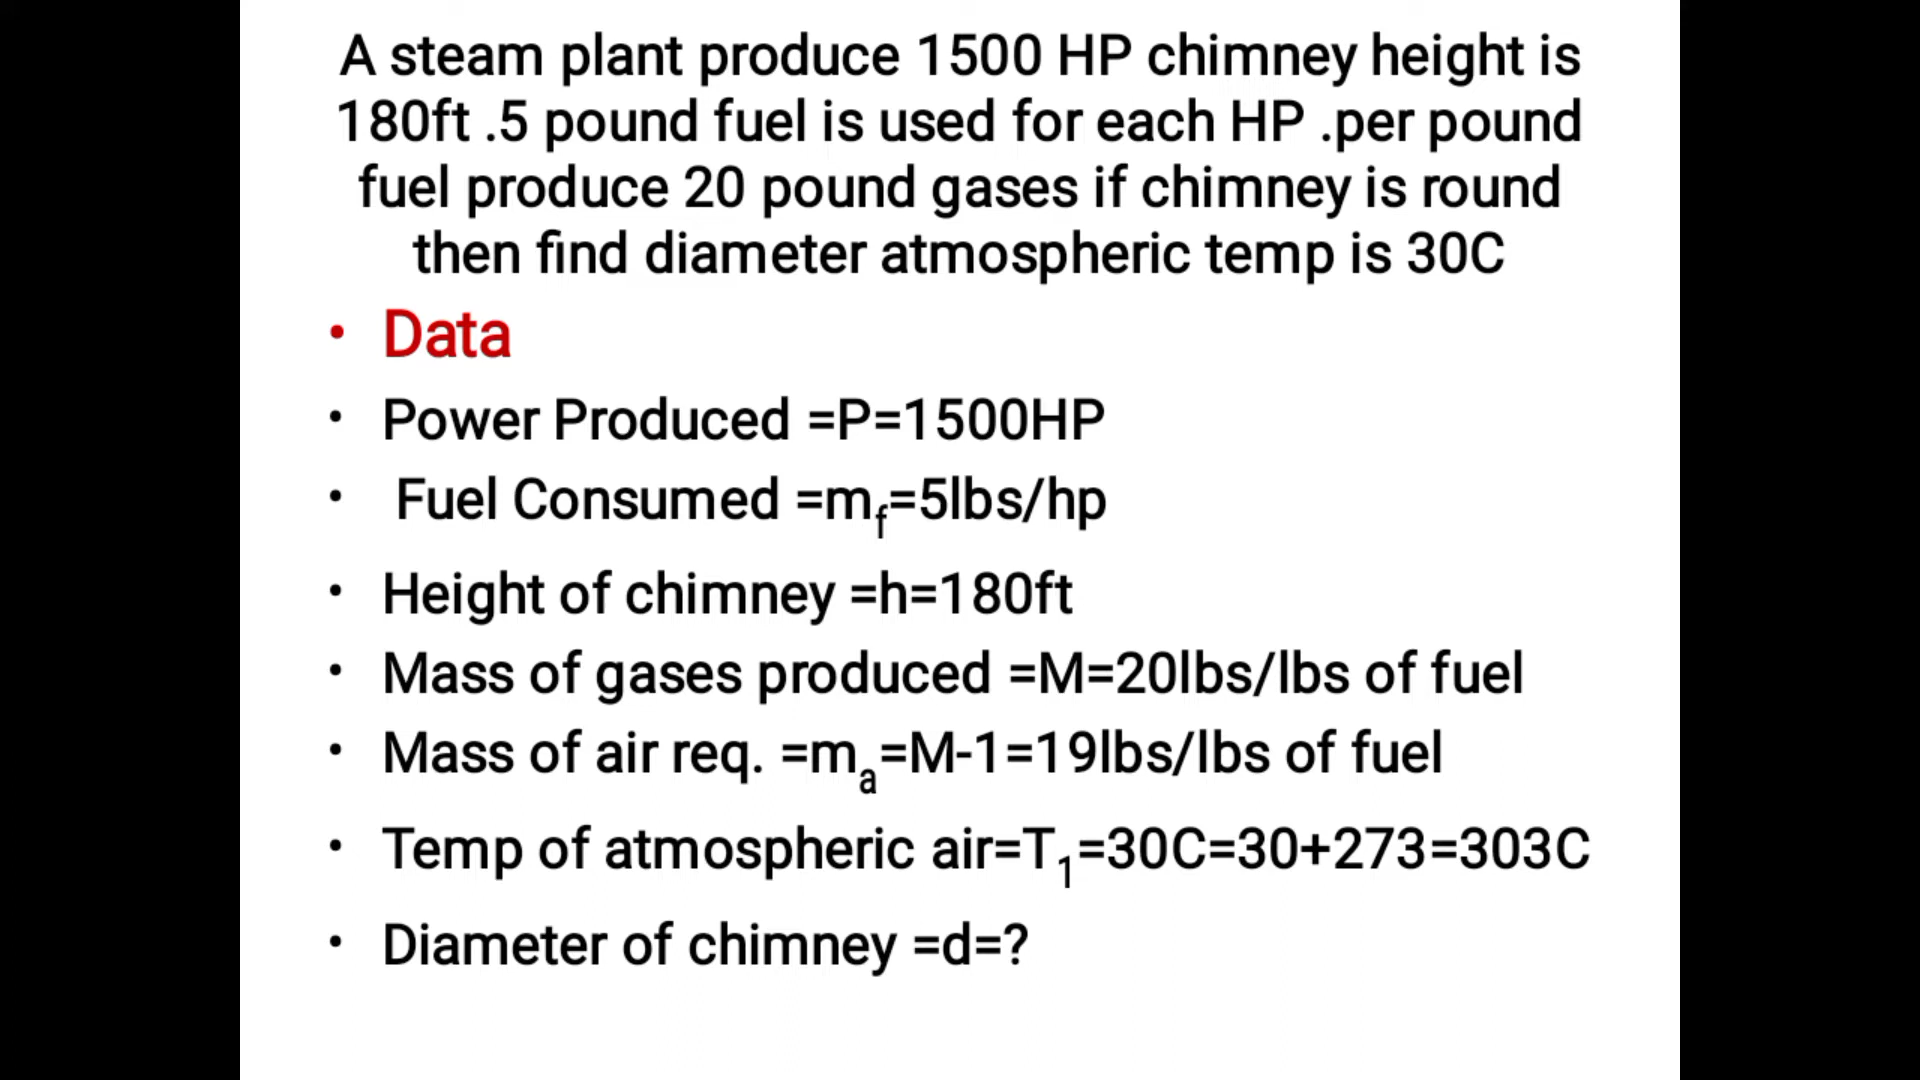 A steam plant produce 1500 HP chimney height is
180ft .5 pound fuel is used for each HP .per pound
fuel produce 20 pound gases if chimney is round
then find diameter atmospheric temp is 30C
• Data
• Power Produced =P=1500HP
• Fuel Consumed =mf=5lbs/hp
• Height of chimney =h=180ft
• Mass of gases produced =M=20lbs/lbs of fuel
• Mass of air req. =ma=M-1=19lbs/lbs of fuel
• Temp of atmospheric air=T1=30C=30+273=303C
• Diameter of chimney =d=?